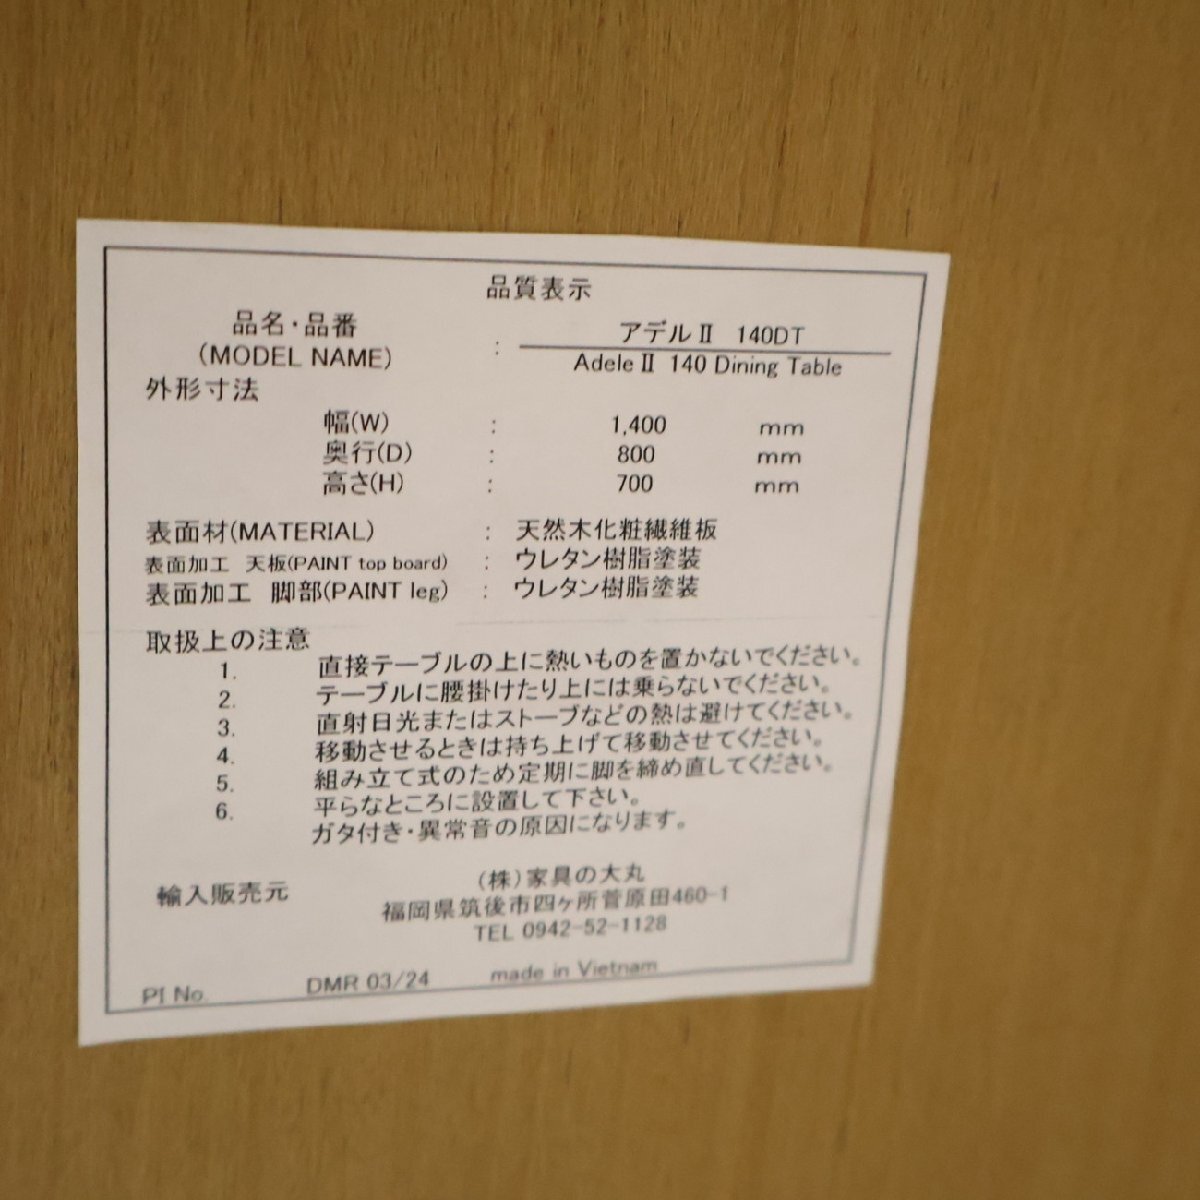 品質表示
品名・品番 アデルⅡ 140DT
(MODEL NAME) : Adele Ⅱ 140 Dining Table
外形寸法
幅(W) : 1,400 mm
奥行(D) : 800 mm
高さ(H) : 700 mm
表面材(MATERIAL) : 天然木化粧繊維板
表面加工 天板(PAINT top board) : ウレタン樹脂塗装
表面加工 脚部(PAINT leg) : ウレタン樹脂塗装
取扱上の注意
1. 直接テーブルの上に熱いものを置かないでください。
2. テーブルに腰掛けたり上には乗らないでください。
3. 直射日光またはストーブなどの熱は避けてください。
4. 移動させるときは持ち上げて移動させてください。
5. 組み立て式のため定期に脚を締め直してください。
6. 平らなところに設置して下さい。
ガタ付き・異常音の原因になります。
輸入販売元 (株)家具の大丸
福岡県筑後市四ヶ所菅原田460-1
TEL 0942-52-1128
PI No. DMR 03/24 made in Vietnam